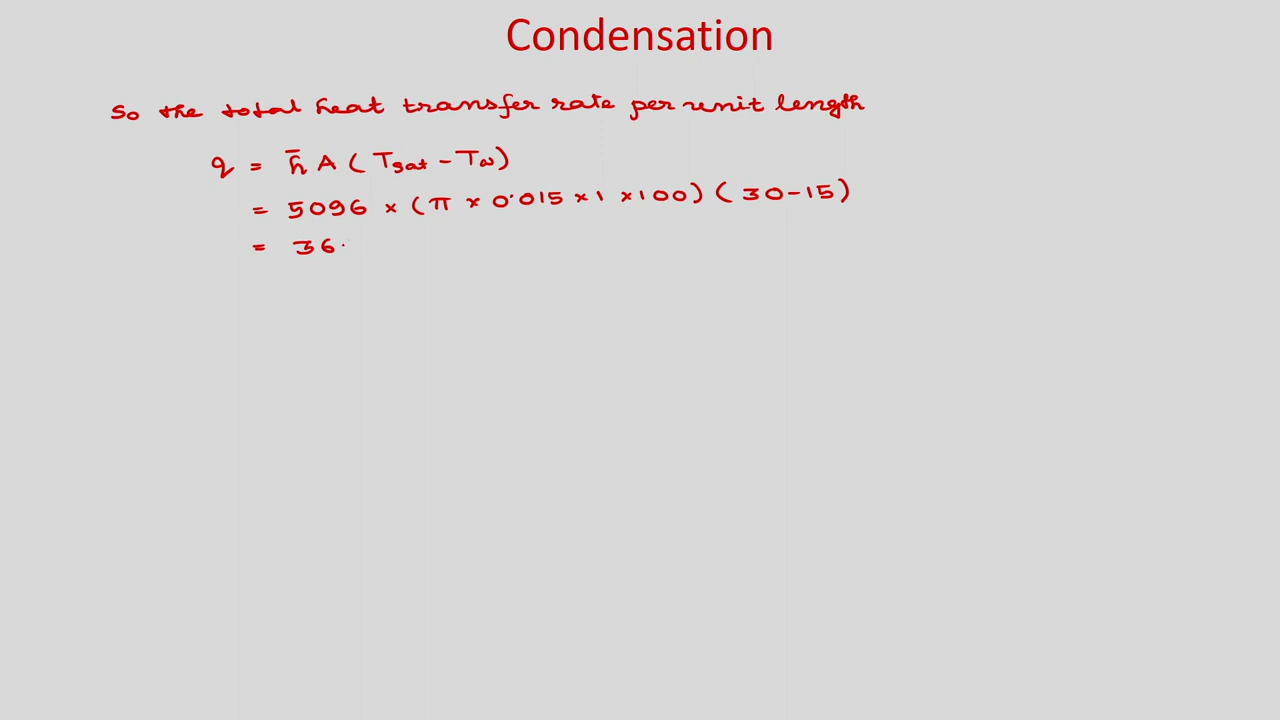 Condensation
So the total heat transfer rate per unit length
q = h̄ A ( Tsat - Tw )
= 5096 × ( π × 0.015 × 1 × 100 ) ( 30 - 15 )
= 36.